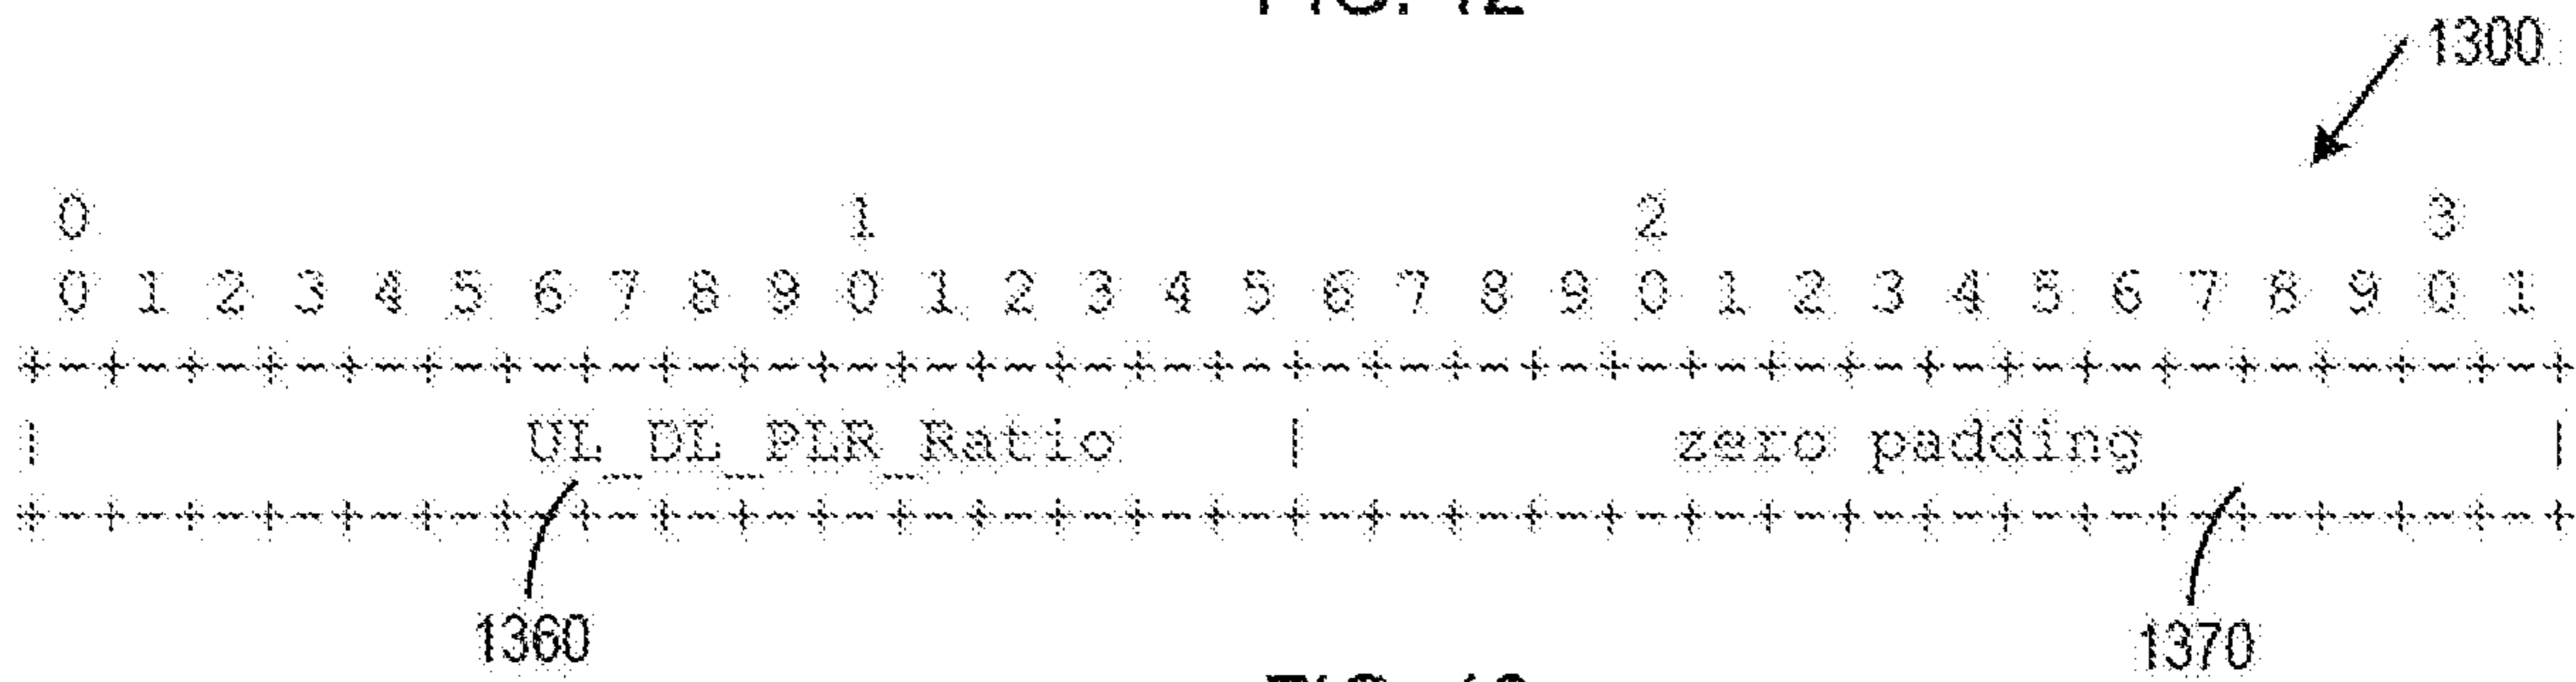 FIG. 12
1300
0 1 2 3
0 1 2 3 4 5 6 7 8 9 0 1 2 3 4 5 6 7 8 9 0 1 2 3 4 5 6 7 8 9 0 1
+-+-+-+-+-+-+-+-+-+-+-+-+-+-+-+-+-+-+-+-+-+-+-+-+-+-+-+-+-+-+-+-+
| UL_DL_PLR_Ratio | zero padding |
+-+-+-+-+-+-+-+-+-+-+-+-+-+-+-+-+-+-+-+-+-+-+-+-+-+-+-+-+-+-+-+-+
1360 1370